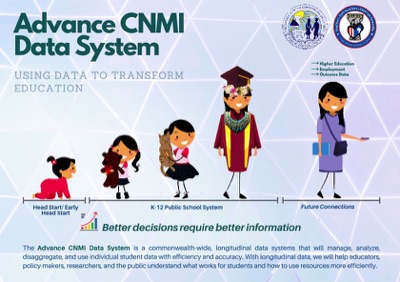 Advance CNMI
Data System
USING DATA TO TRANSFORM
EDUCATION
Higher Education
Employment
Outcome Data
Head Start/ Early
Head Start
K-12 Public School System
Future Connections
Better decisions require better information
The Advance CNMI Data System is a commonwealth-wide, longitudinal data systems that will manage, analyze,
disaggregate, and use individual student data with efficiency and accuracy. With longitudinal data, we will help educators,
policy-makers, researchers, and the public understand what works for students and how to use resources more efficiently.